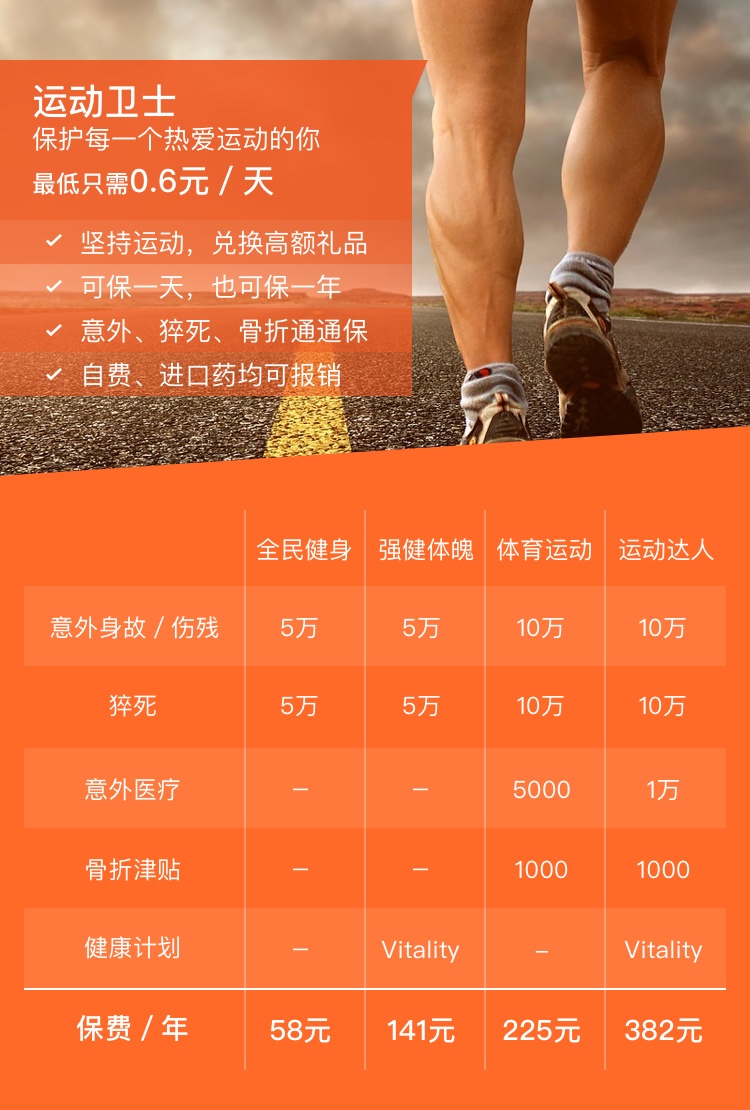 运动卫士
保护每一个热爱运动的你
最低只需0.6元 / 天
坚持运动，兑换高额礼品
可保一天，也可保一年
意外、猝死、骨折通通保
自费、进口药均可报销
全民健身 强健体魄 体育运动 运动达人
意外身故 / 伤残 5万 5万 10万 10万
猝死 5万 5万 10万 10万
意外医疗 – – 5000 1万
骨折津贴 – – 1000 1000
健康计划 – Vitality – Vitality
保费 / 年 58元 141元 225元 382元